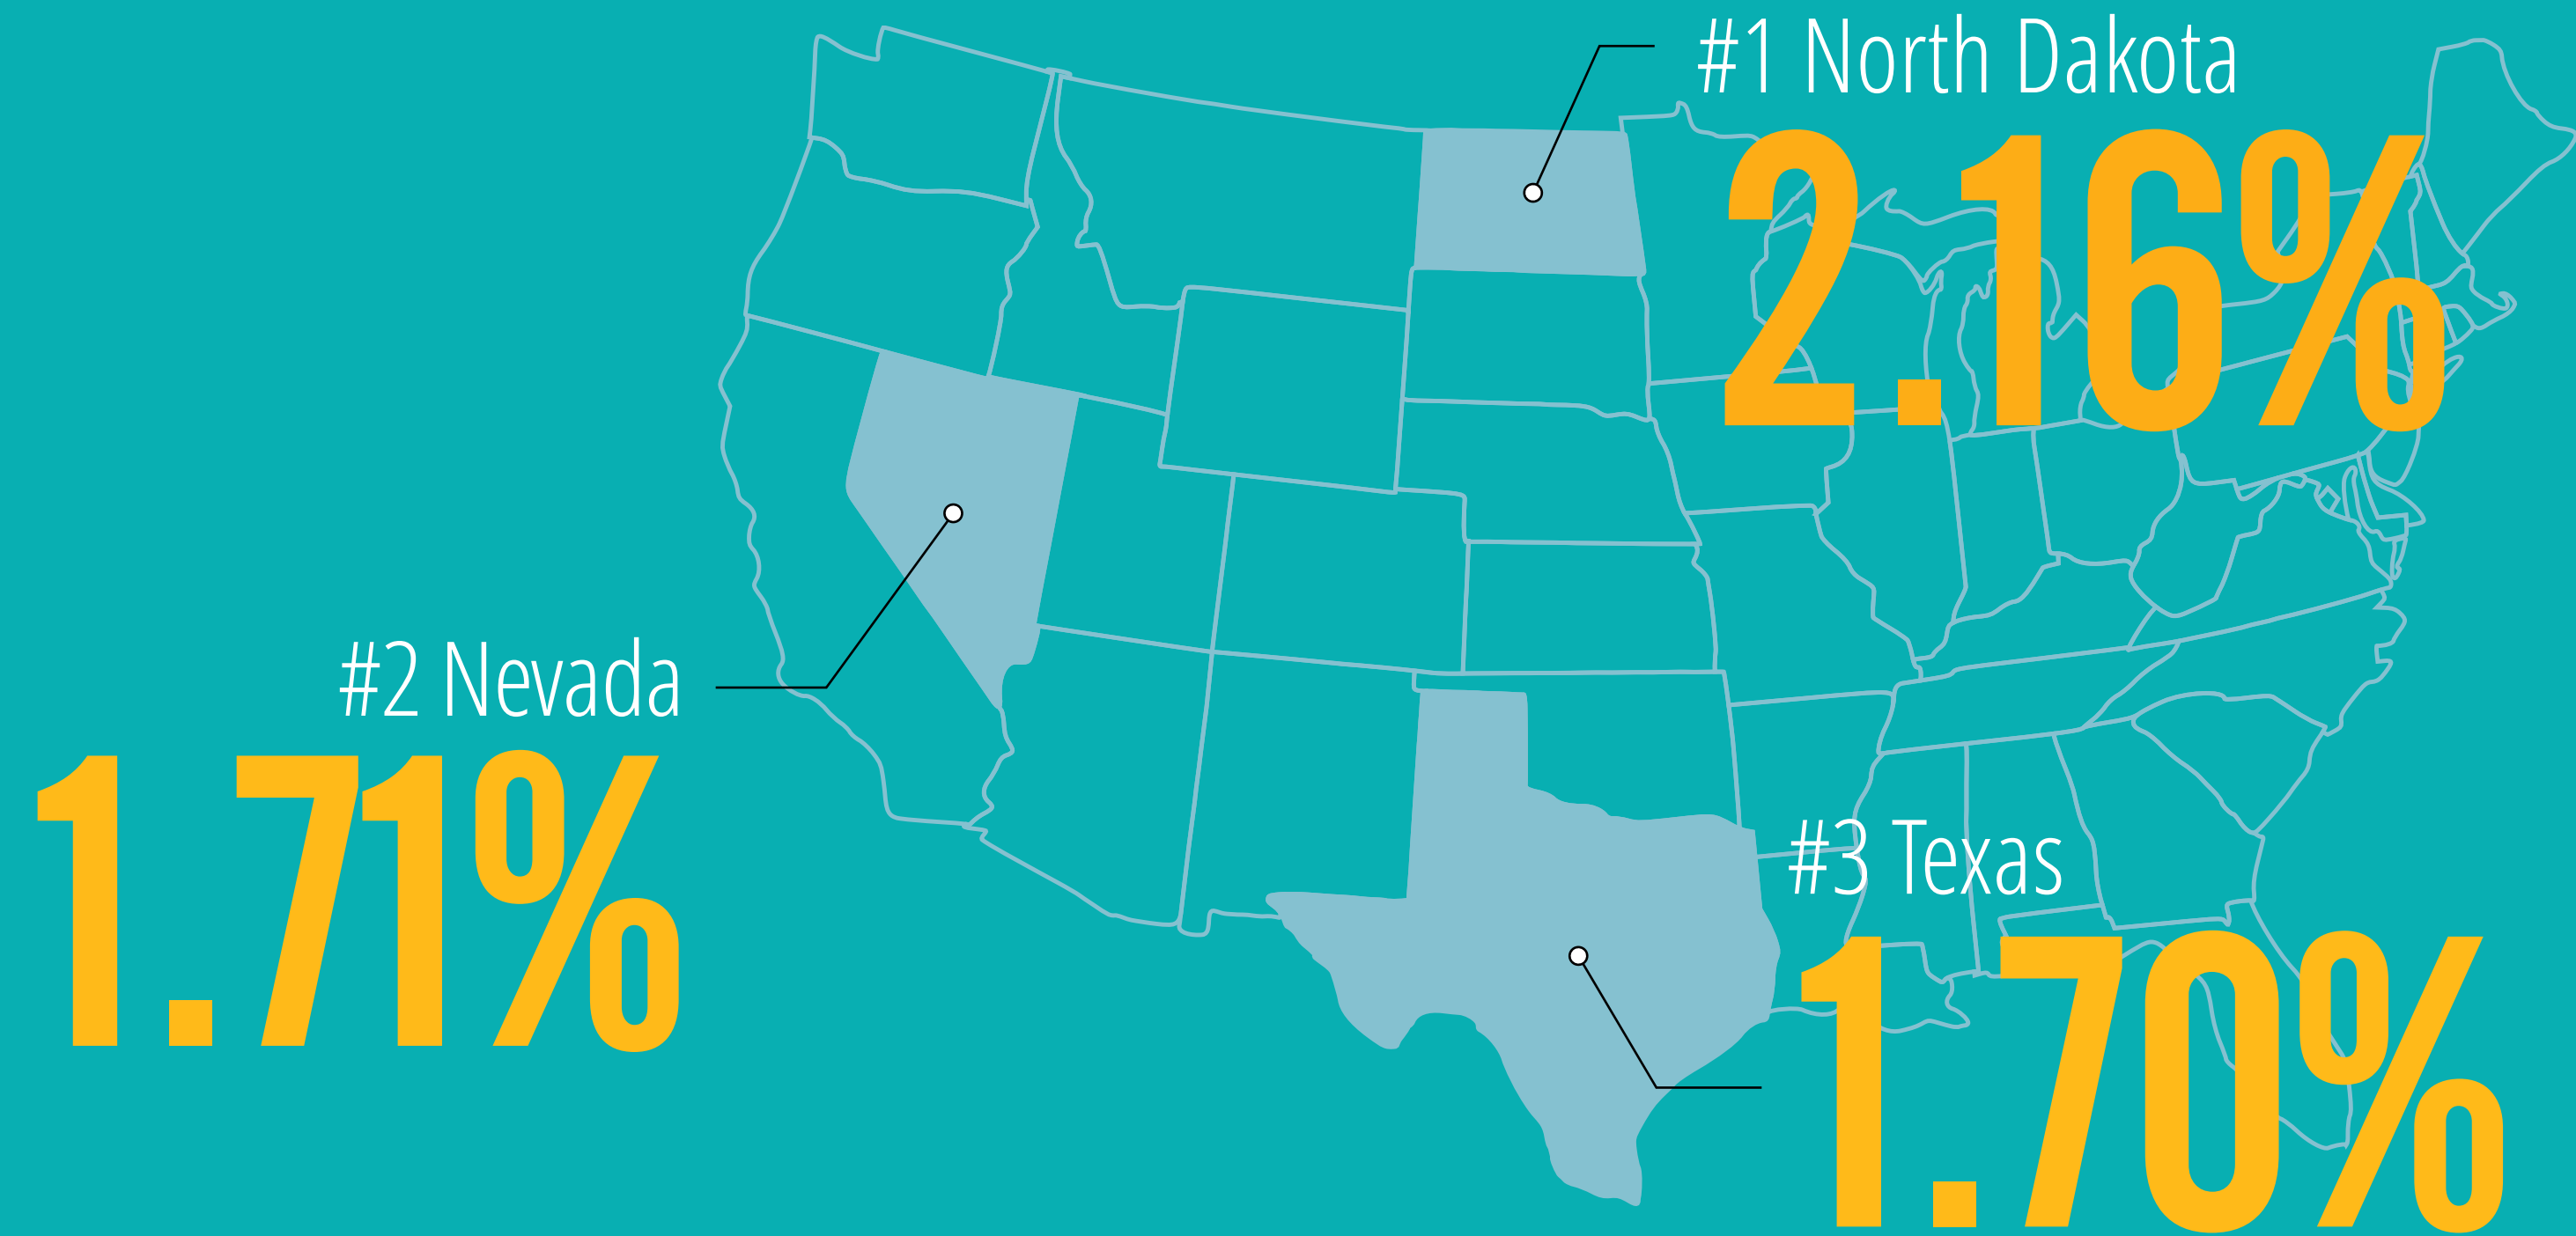 #1 North Dakota
2.16%
#2 Nevada
1.71%
#3 Texas
1.70%